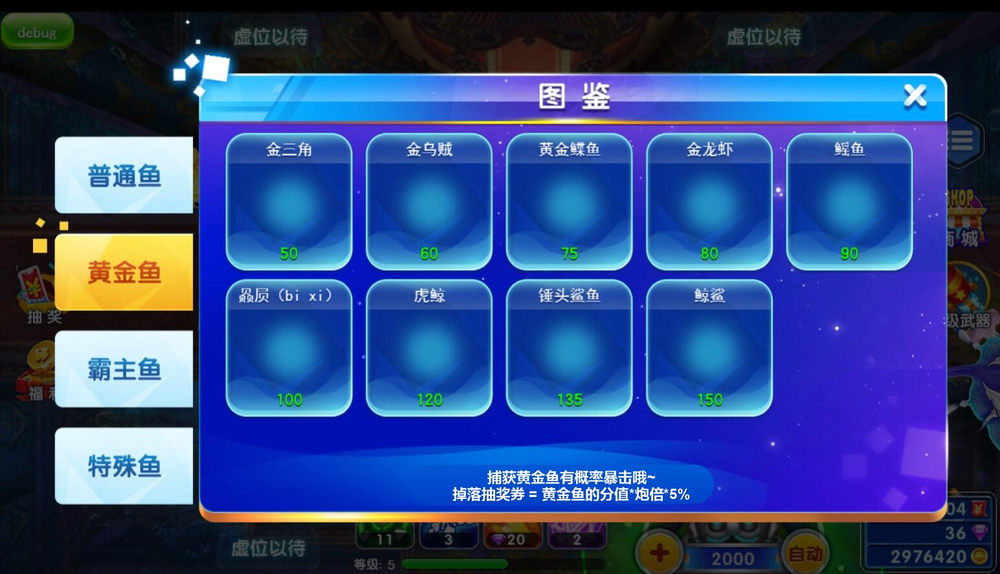 debug
虚位以待
虚位以待
图鉴
普通鱼
黄金鱼
霸主鱼
特殊鱼
金三角
50
金乌贼
60
黄金鲽鱼
75
金龙虾
80
鳐鱼
90
赑屃（bi xi）
100
虎鲸
120
锤头鲨鱼
135
鲸鲨
150
捕获黄金鱼有概率暴击哦~
掉落抽奖券 = 黄金鱼的分值*炮倍*5%
抽奖
福利
HOP
商城
级武器
虚位以待
11
3
20
2
等级: 5
2000
自动
04
36
2976420